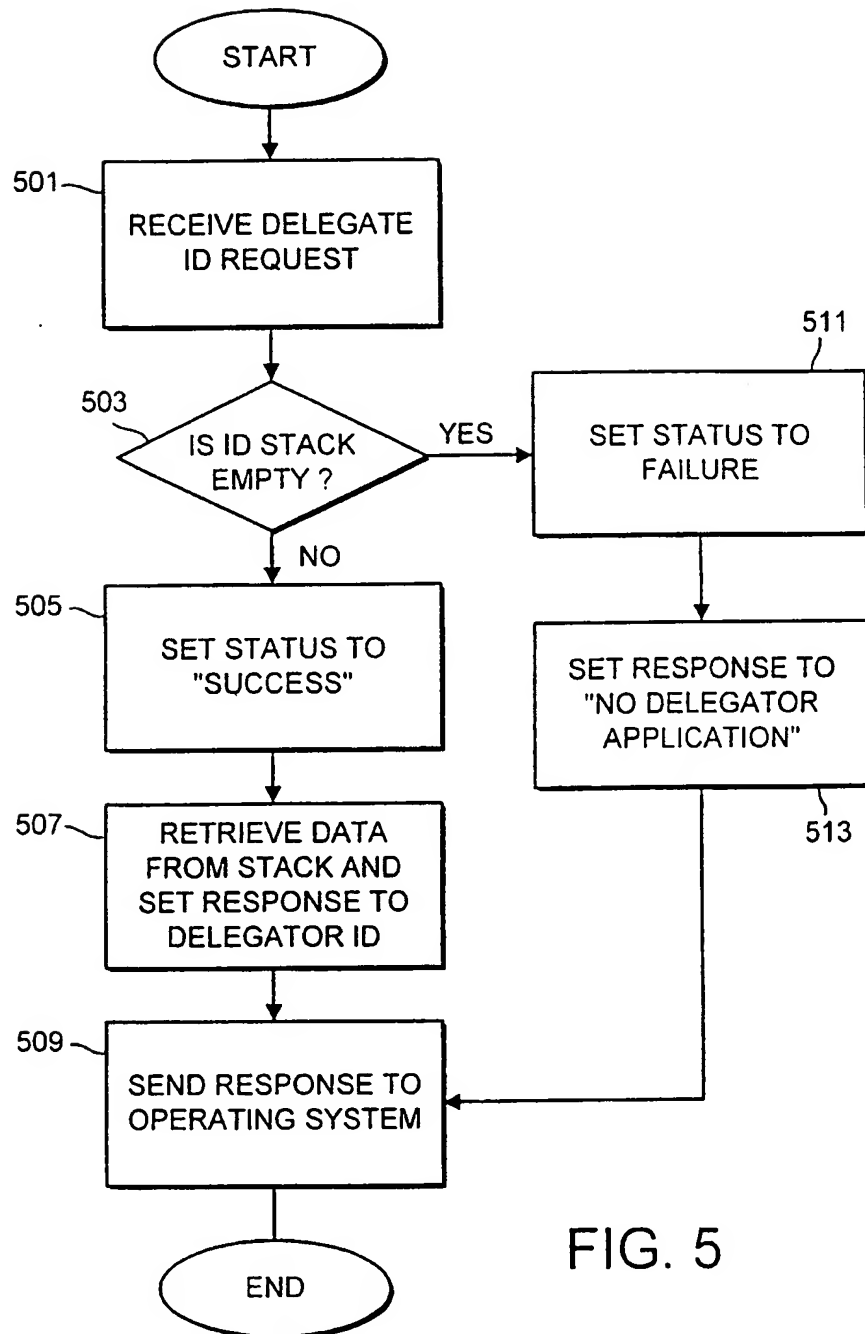 START
501
RECEIVE DELEGATE
ID REQUEST
503
IS ID STACK
EMPTY ?
YES
NO
511
SET STATUS TO
FAILURE
505
SET STATUS TO
"SUCCESS"
SET RESPONSE TO
"NO DELEGATOR
APPLICATION"
513
507
RETRIEVE DATA
FROM STACK AND
SET RESPONSE TO
DELEGATOR ID
509
SEND RESPONSE TO
OPERATING SYSTEM
END
FIG. 5